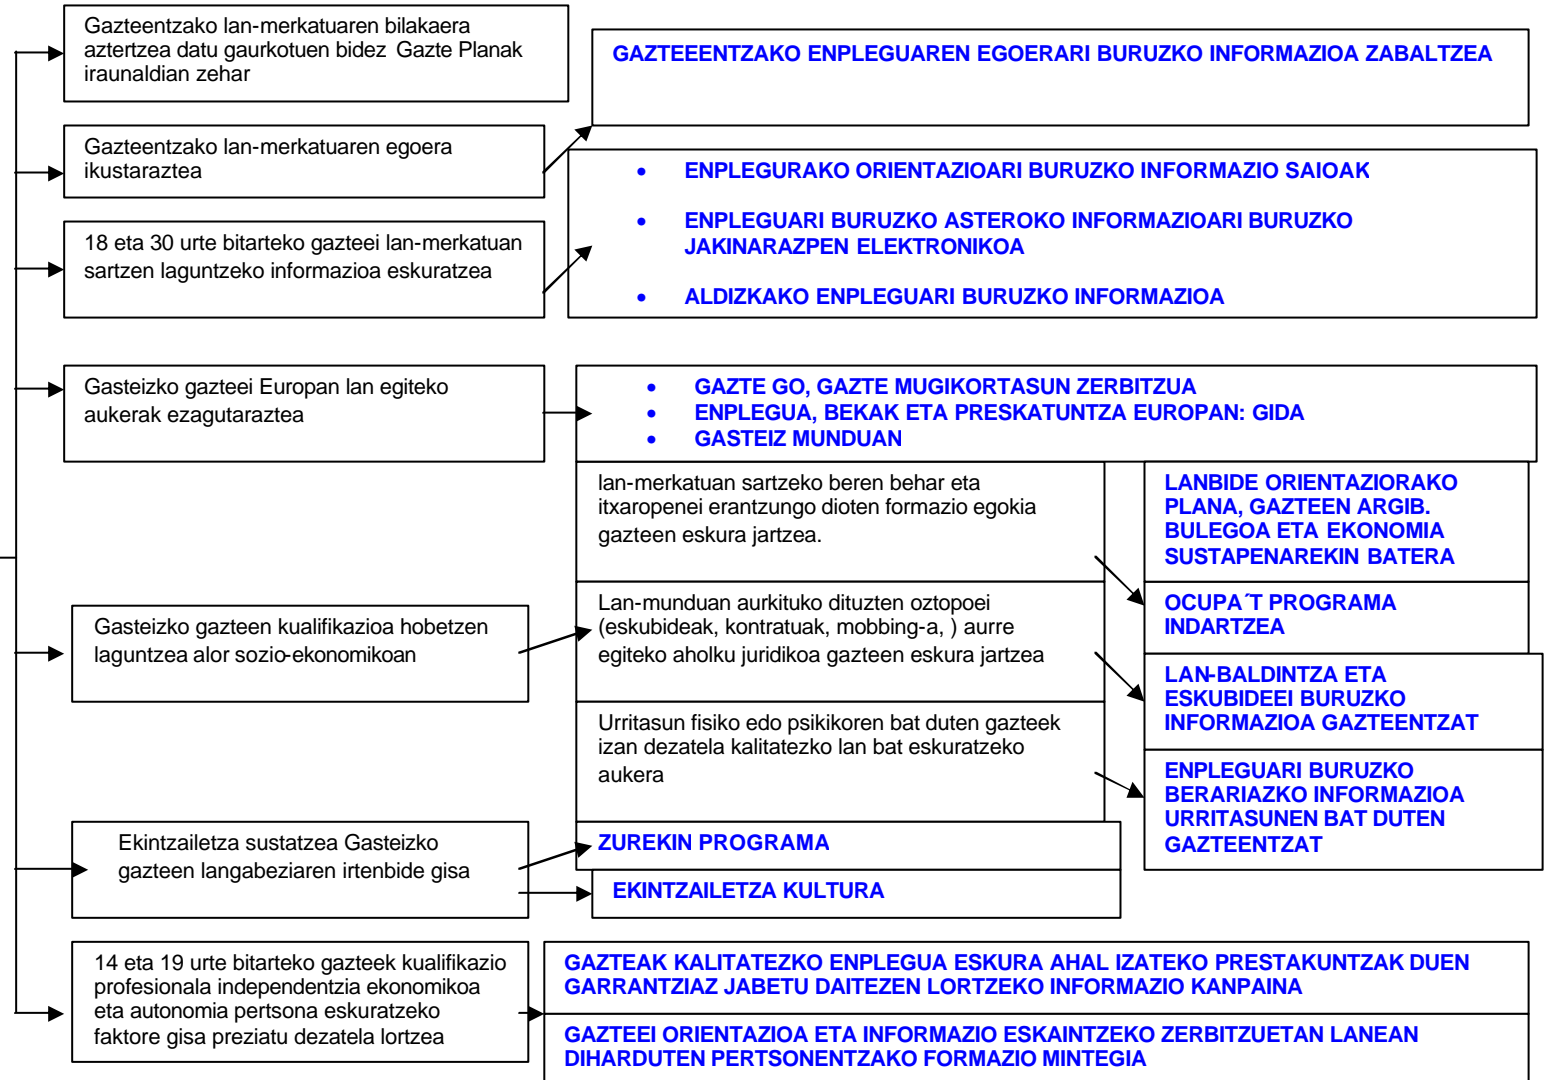 Gazteentzako lan-merkatuaren bilakaera
aztertzea datu gaurkotuen bidez Gazte Planak
iraunaldian zehar
GAZTEEENTZAKO ENPLEGUAREN EGOERARI BURUZKO INFORMAZIOA ZABALTZEA
Gazteentzako lan-merkatuaren egoera
ikustaraztea
18 eta 30 urte bitarteko gazteei lan-merkatuan
sartzen laguntzeko informazioa eskuratzea
• ENPLEGURAKO ORIENTAZIOARI BURUZKO INFORMAZIO SAIOAK
• ENPLEGUARI BURUZKO ASTEROKO INFORMAZIOARI BURUZKO
JAKINARAZPEN ELEKTRONIKOA
• ALDIZKAKO ENPLEGUARI BURUZKO INFORMAZIOA
Gasteizko gazteei Europan lan egiteko
aukerak ezagutaraztea
• GAZTE GO, GAZTE MUGIKORTASUN ZERBITZUA
• ENPLEGUA, BEKAK ETA PRESKATUNTZA EUROPAN: GIDA
• GASTEIZ MUNDUAN
Gasteizko gazteen kualifikazioa hobetzen
laguntzea alor sozio-ekonomikoan
lan-merkatuan sartzeko beren behar eta
itxaropenei erantzungo dioten formazio egokia
gazteen eskura jartzea.
Lan-munduan aurkituko dituzten oztopoei
(eskubideak, kontratuak, mobbing-a, ) aurre
egiteko aholku juridikoa gazteen eskura jartzea
Urritasun fisiko edo psikikoren bat duten gazteek
izan dezatela kalitatezko lan bat eskuratzeko
aukera
LANBIDE ORIENTAZIORAKO
PLANA, GAZTEEN ARGIB.
BULEGOA ETA EKONOMIA
SUSTAPENAREKIN BATERA
OCUPA´T PROGRAMA
INDARTZEA
LAN-BALDINTZA ETA
ESKUBIDEEI BURUZKO
INFORMAZIOA GAZTEENTZAT
ENPLEGUARI BURUZKO
BERARIAZKO INFORMAZIOA
URRITASUNEN BAT DUTEN
GAZTEENTZAT
Ekintzailetza sustatzea Gasteizko
gazteen langabeziaren irtenbide gisa
ZUREKIN PROGRAMA
EKINTZAILETZA KULTURA
14 eta 19 urte bitarteko gazteek kualifikazio
profesionala independentzia ekonomikoa
eta autonomia pertsona eskuratzeko
faktore gisa preziatu dezatela lortzea
GAZTEAK KALITATEZKO ENPLEGUA ESKURA AHAL IZATEKO PRESTAKUNTZAK DUEN
GARRANTZIAZ JABETU DAITEZEN LORTZEKO INFORMAZIO KANPAINA
GAZTEEI ORIENTAZIOA ETA INFORMAZIO ESKAINTZEKO ZERBITZUETAN LANEAN
DIHARDUTEN PERTSONENTZAKO FORMAZIO MINTEGIA